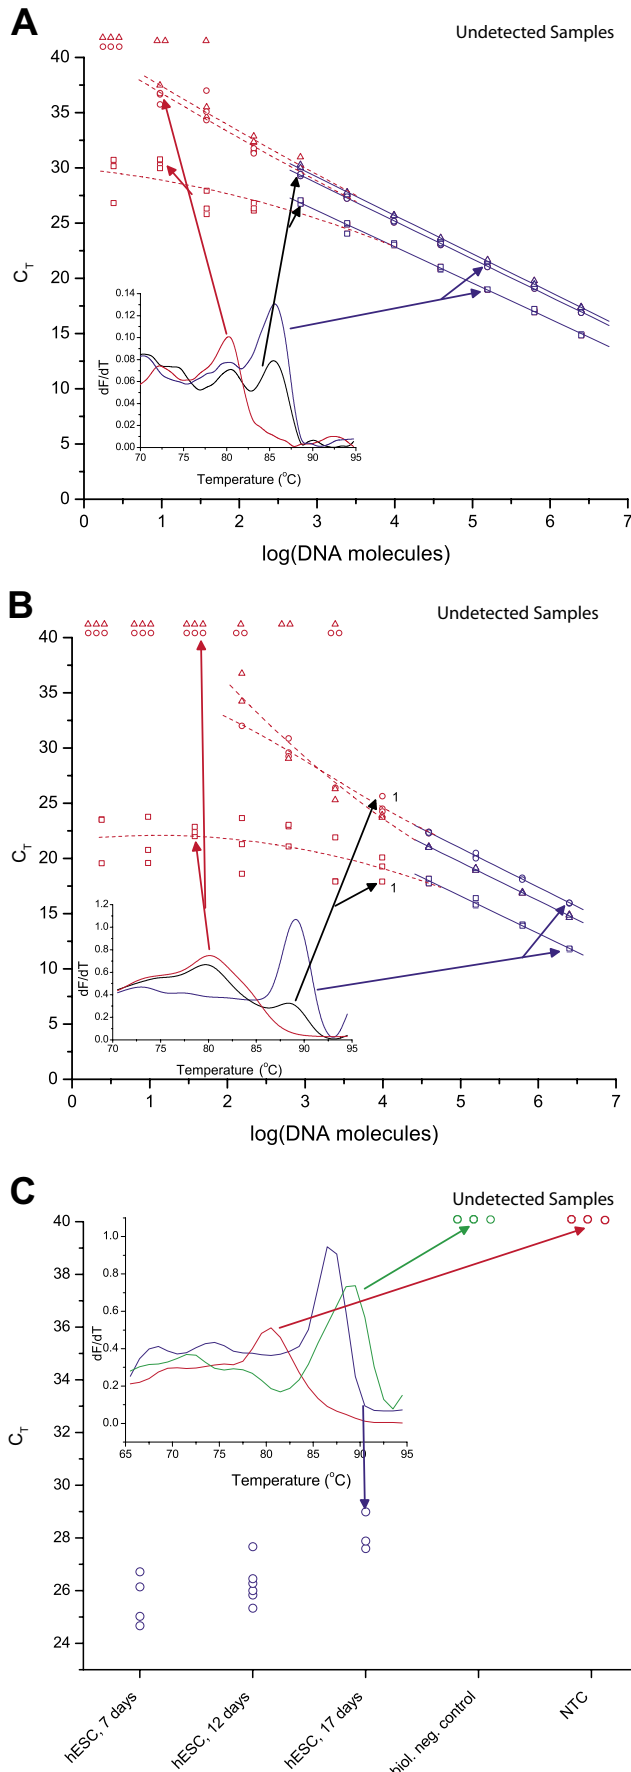 A
Undetected Samples
40
35
30
25
20
15
10
5
0
C_T
0 1 2 3 4 5 6 7
log(DNA molecules)
0.14
0.12
0.10
0.08
0.06
0.04
0.02
0.00
dF/dT
70 75 80 85 90 95
Temperature (°C)
B
Undetected Samples
40
35
30
25
20
15
10
5
0
C_T
1
1
0 1 2 3 4 5 6 7
log(DNA molecules)
1.2
1.0
0.8
0.6
0.4
0.2
0.0
dF/dT
70 75 80 85 90 95
Temperature (°C)
C
Undetected Samples
40
38
36
34
32
30
28
26
24
C_T
1.0
0.8
0.6
0.4
0.2
0.0
dF/dT
65 70 75 80 85 90 95
Temperature (°C)
hESC, 7 days
hESC, 12 days
hESC, 17 days
biol. neg. control
NTC